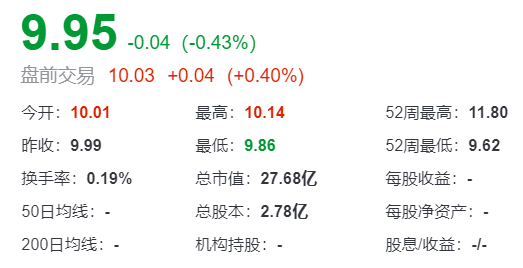 9.95 -0.04 (-0.43%)
盘前交易 10.03 +0.04 (+0.40%)
今开：10.01 最高：10.14 52周最高：11.80
昨收：9.99 最低：9.86 52周最低：9.62
换手率：0.19% 总市值：27.68亿 每股收益：-
50日均线：- 总股本：2.78亿 每股净资产：-
200日均线：- 机构持股：- 股息/收益：-/-